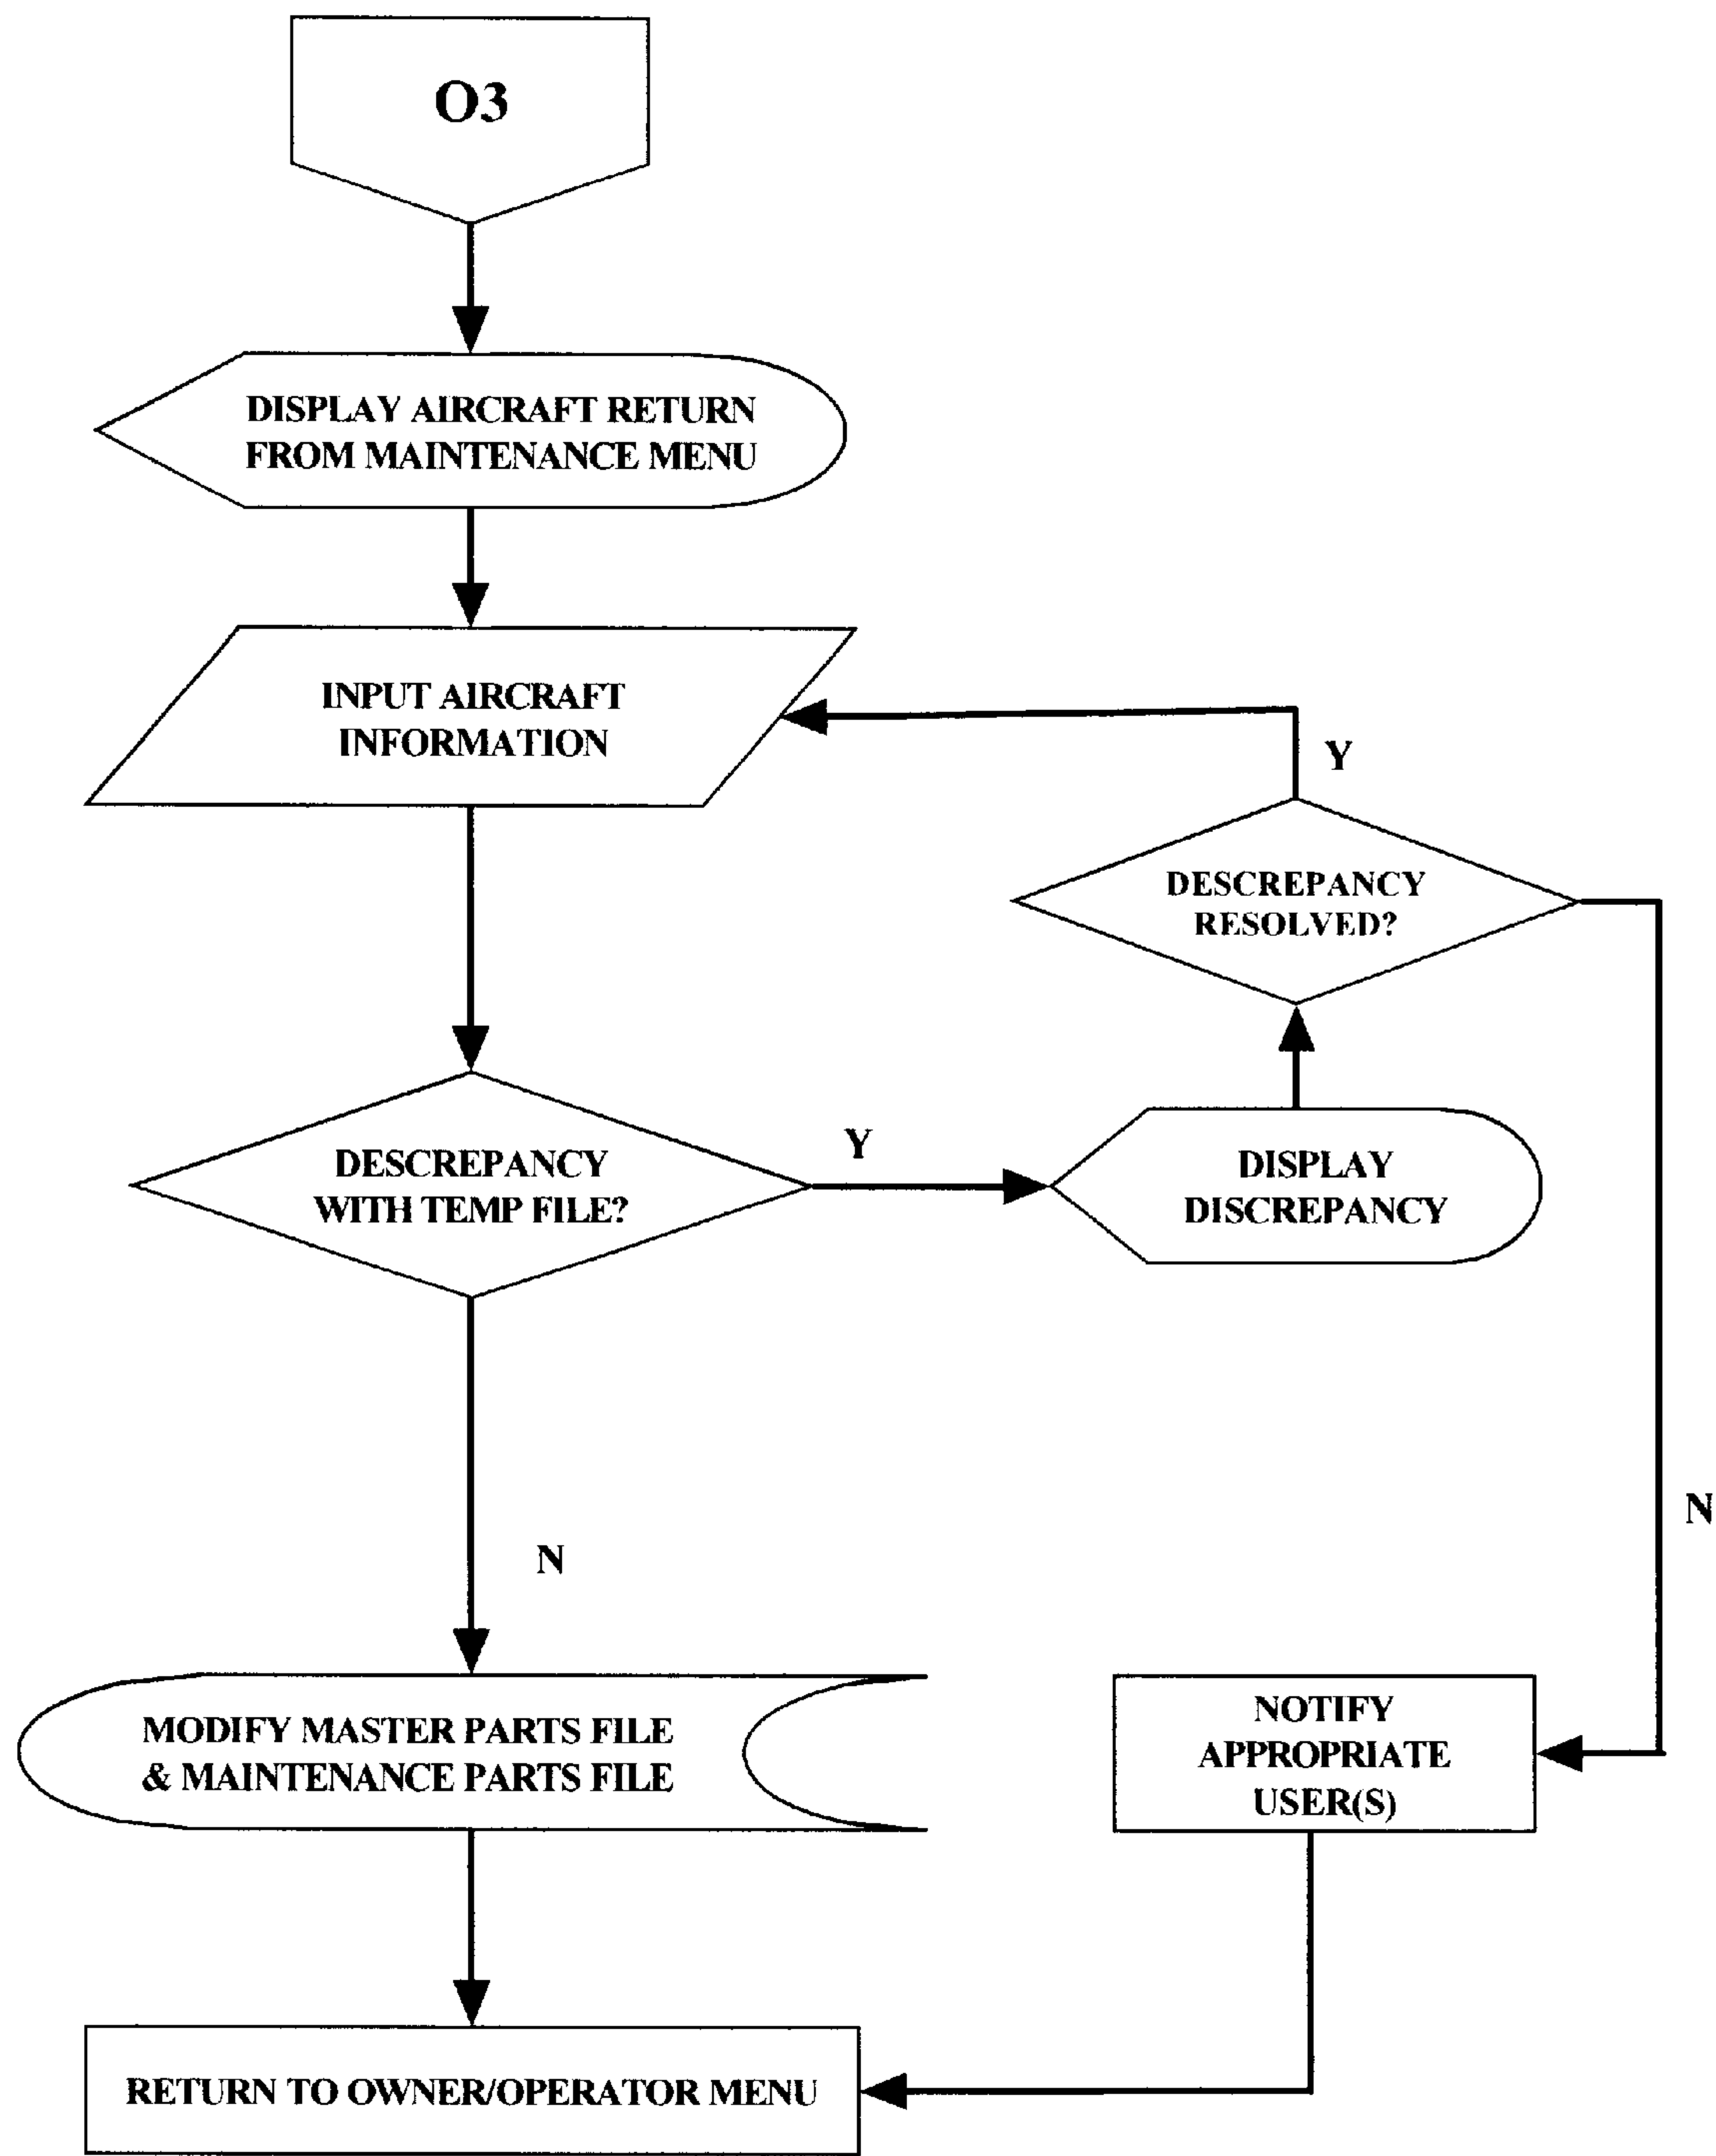 O3
DISPLAY AIRCRAFT RETURN
FROM MAINTENANCE MENU
INPUT AIRCRAFT
INFORMATION
Y
DESCREPANCY
RESOLVED?
DESCREPANCY
WITH TEMP FILE?
Y
DISPLAY
DISCREPANCY
N
N
MODIFY MASTER PARTS FILE
& MAINTENANCE PARTS FILE
NOTIFY
APPROPRIATE
USER(S)
RETURN TO OWNER/OPERATOR MENU